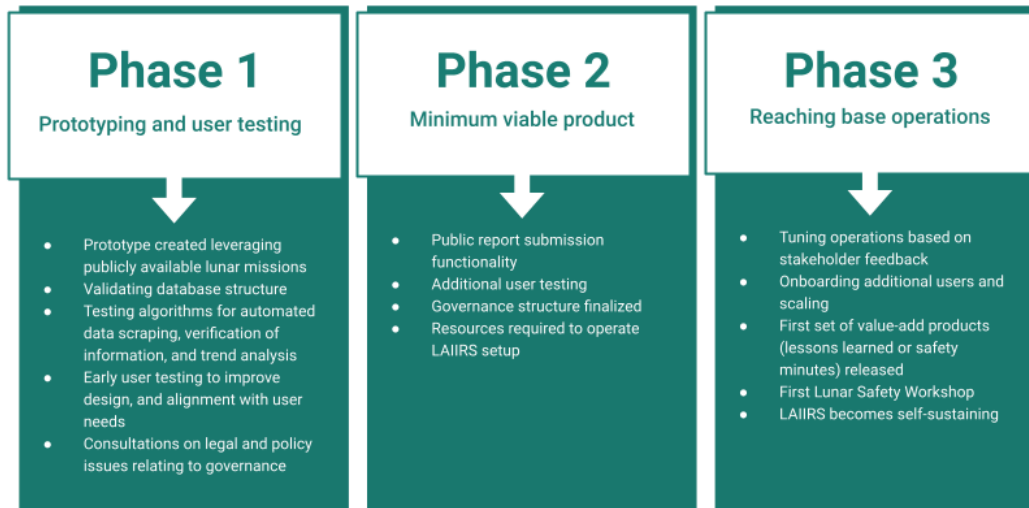 Phase 1
Prototyping and user testing
● Prototype created leveraging
publicly available lunar missions
● Validating database structure
● Testing algorithms for automated
data scraping, verification of
information, and trend analysis
● Early user testing to improve
design, and alignment with user
needs
● Consultations on legal and policy
issues relating to governance
Phase 2
Minimum viable product
● Public report submission
functionality
● Additional user testing
● Governance structure finalized
● Resources required to operate
LAIIRS setup
Phase 3
Reaching base operations
● Tuning operations based on
stakeholder feedback
● Onboarding additional users and
scaling
● First set of value-add products
(lessons learned or safety
minutes) released
● First Lunar Safety Workshop
● LAIIRS becomes self-sustaining